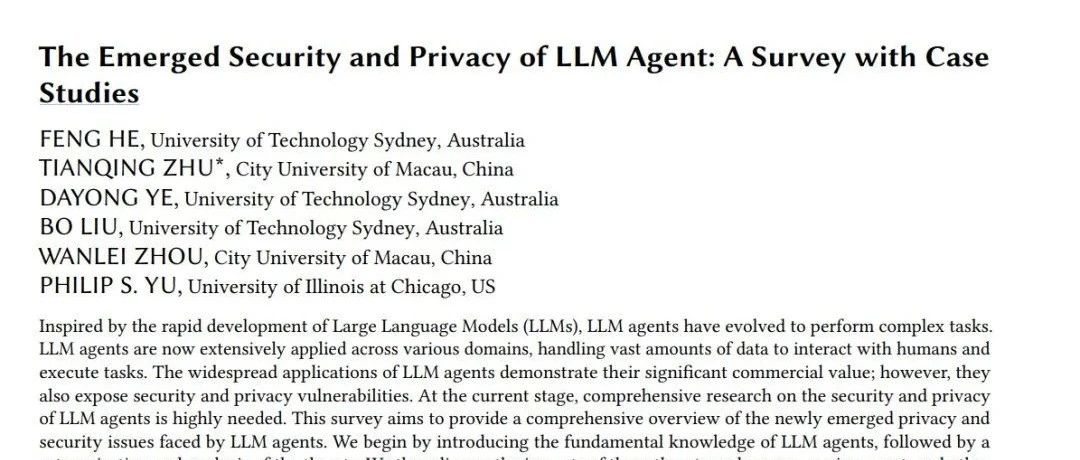 The Emerged Security and Privacy of LLM Agent: A Survey with Case
Studies
FENG HE, University of Technology Sydney, Australia
TIANQING ZHU*, City University of Macau, China
DAYONG YE, University of Technology Sydney, Australia
BO LIU, University of Technology Sydney, Australia
WANLEI ZHOU, City University of Macau, China
PHILIP S. YU, University of Illinois at Chicago, US
Inspired by the rapid development of Large Language Models (LLMs), LLM agents have evolved to perform complex tasks.
LLM agents are now extensively applied across various domains, handling vast amounts of data to interact with humans and
execute tasks. The widespread applications of LLM agents demonstrate their significant commercial value; however, they
also expose security and privacy vulnerabilities. At the current stage, comprehensive research on the security and privacy
of LLM agents is highly needed. This survey aims to provide a comprehensive overview of the newly emerged privacy and
security issues faced by LLM agents. We begin by introducing the fundamental knowledge of LLM agents, followed by a